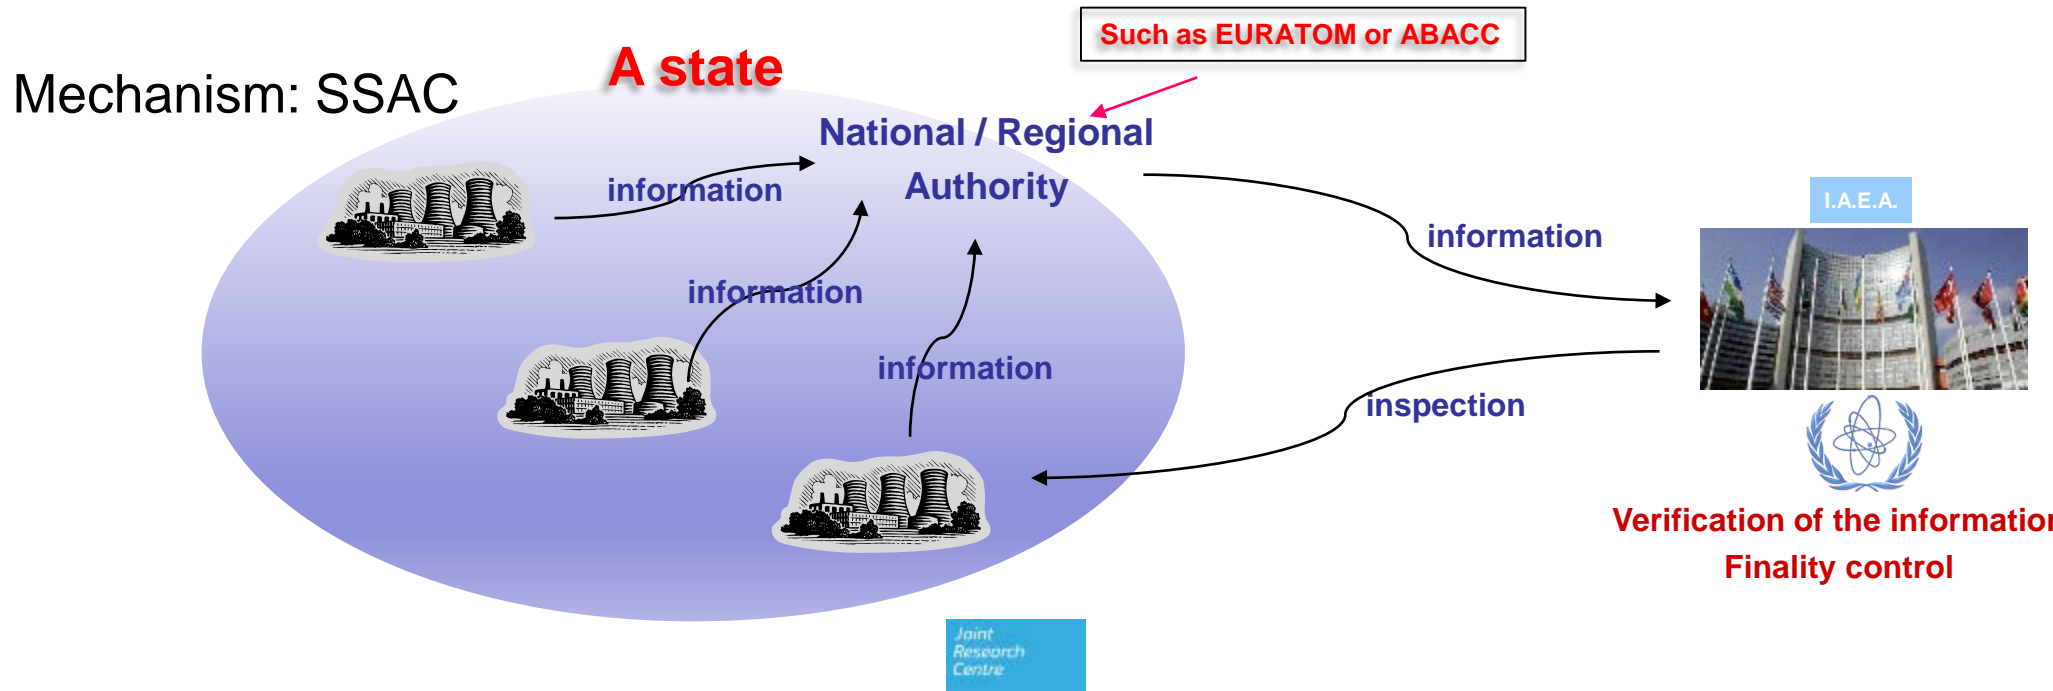 Such as EURATOM or ABACC
A state
Mechanism: SSAC
National / Regional
Authority
information
information
information
information
I.A.E.A.
inspection
Verification of the information
Finality control
Joint
Research
Centre